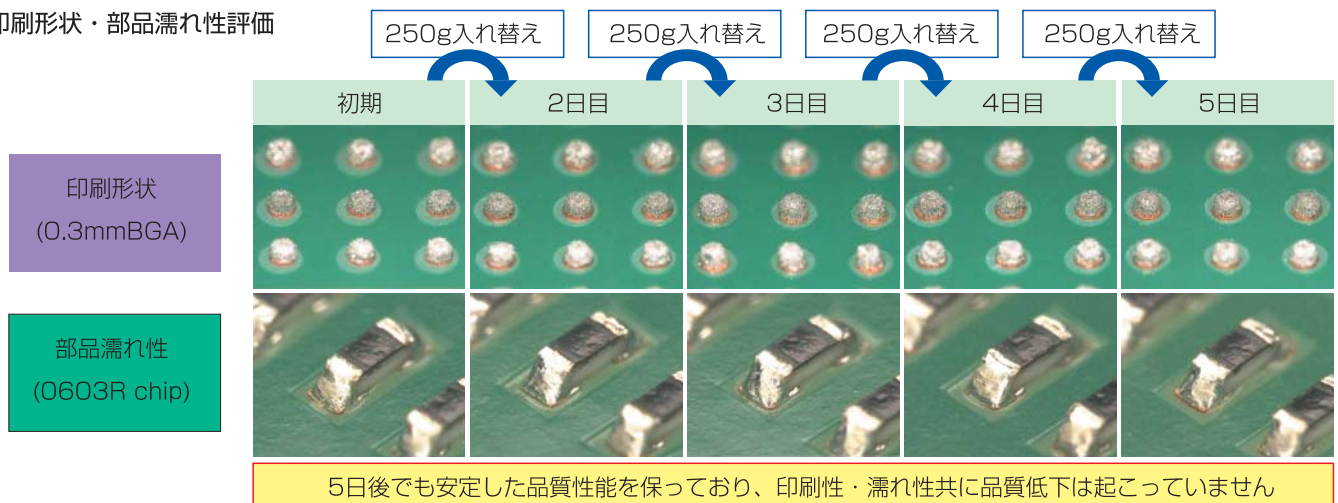 印刷形状・部品濡れ性評価
250g入れ替え
250g入れ替え
250g入れ替え
250g入れ替え
初期
2日目
3日目
4日目
5日目
印刷形状
(0.3mmBGA)
部品濡れ性
(0603R chip)
5日後でも安定した品質性能を保っており、印刷性・濡れ性共に品質低下は起こっていません